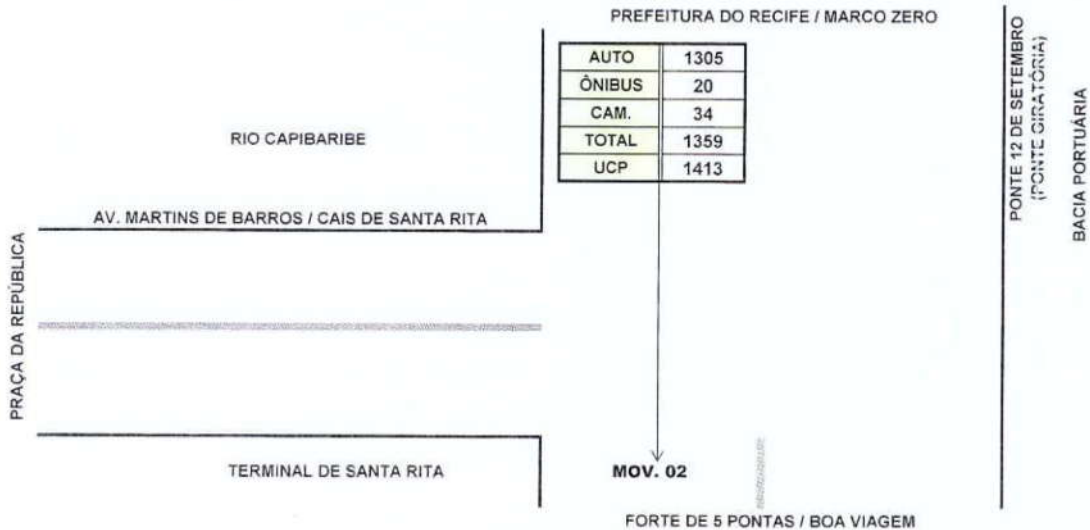 PREFEITURA DO RECIFE / MARCO ZERO
AUTO 1305
ÔNIBUS 20
CAM. 34
TOTAL 1359
UCP 1413
RIO CAPIBARIBE
AV. MARTINS DE BARROS / CAIS DE SANTA RITA
PRAÇA DA REPÚBLICA
PONTE 12 DE SETEMBRO
(PONTE GIRATÓRIA)
BACIA PORTUÁRIA
TERMINAL DE SANTA RITA
MOV. 02
FORTE DE 5 PONTAS / BOA VIAGEM